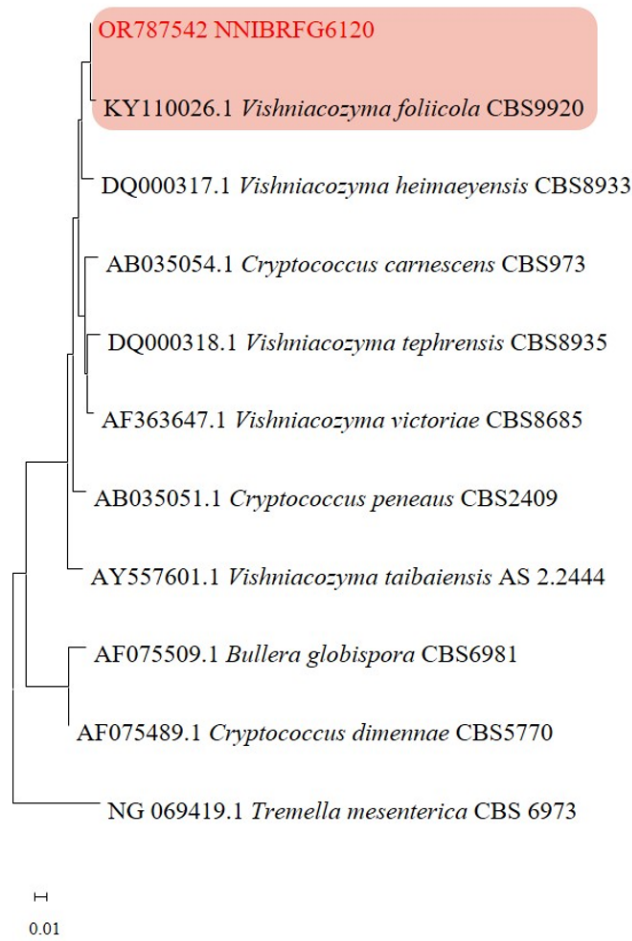 OR787542 NNIBRFG6120
KY110026.1 Vishniacozyma foliicola CBS9920
DQ000317.1 Vishniacozyma heimaeyensis CBS8933
AB035054.1 Cryptococcus carnescens CBS973
DQ000318.1 Vishniacozyma tephrensis CBS8935
AF363647.1 Vishniacozyma victoriae CBS8685
AB035051.1 Cryptococcus peneaus CBS2409
AY557601.1 Vishniacozyma taibaiensis AS 2.2444
AF075509.1 Bullera globispora CBS6981
AF075489.1 Cryptococcus dimennae CBS5770
NG 069419.1 Tremella mesenterica CBS 6973
0.01